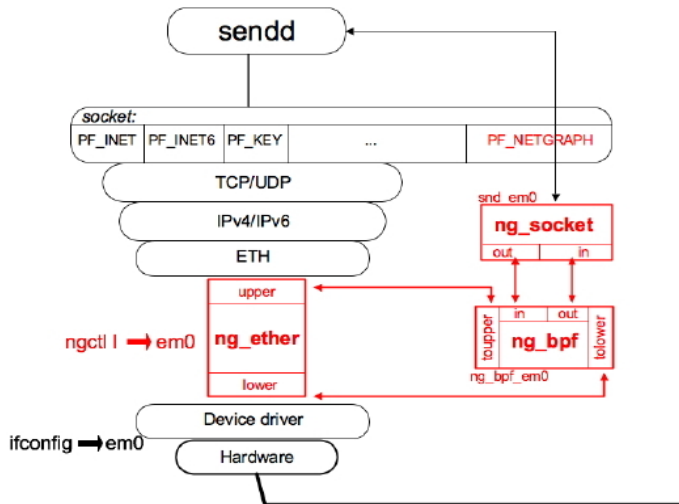 sendd
socket:
PF_INET PF_INET6 PF_KEY ... PF_NETGRAPH
TCP/UDP
IPv4/IPv6
ETH
snd_em0
ng_socket
out in
upper
ng_ether
lower
ngctl l em0
in out
toupper
ng_bpf
tolower
ng_bpf_em0
Device driver
ifconfig em0
Hardware